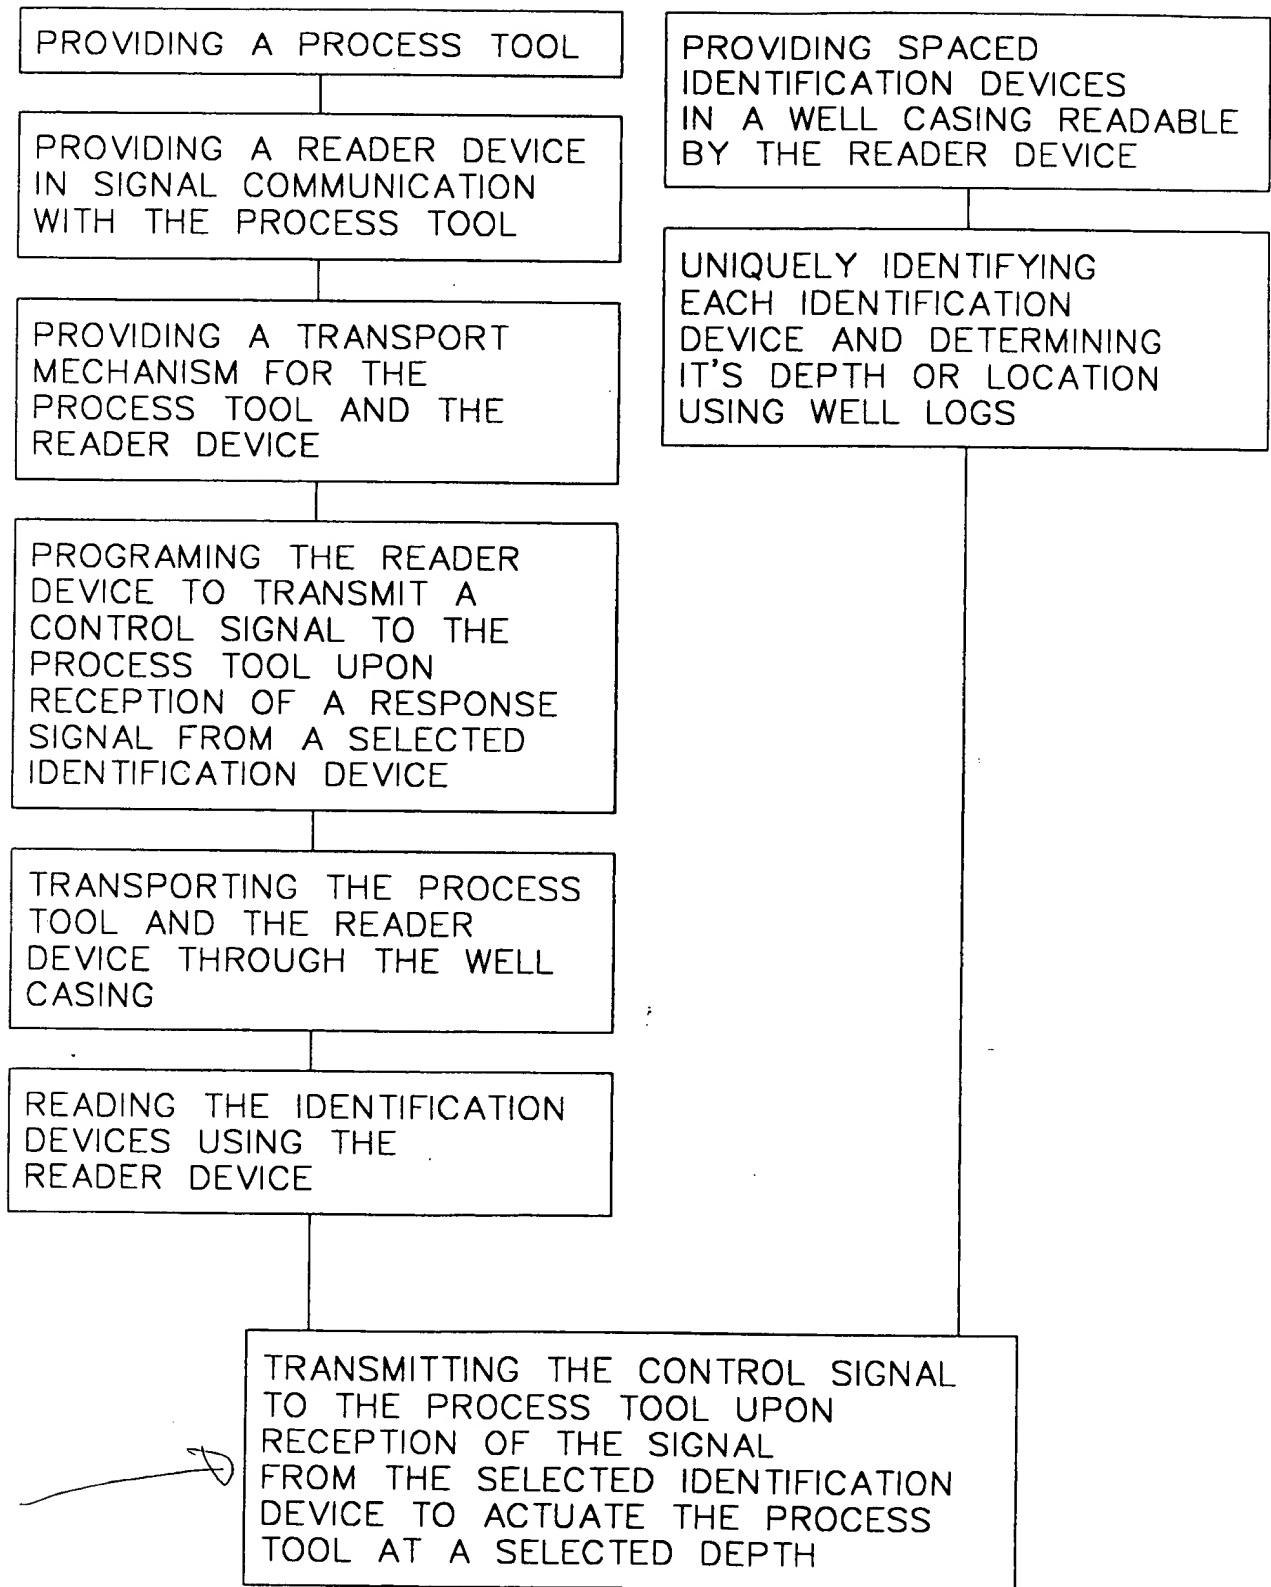 PROVIDING A PROCESS TOOL
PROVIDING A READER DEVICE
IN SIGNAL COMMUNICATION
WITH THE PROCESS TOOL
PROVIDING A TRANSPORT
MECHANISM FOR THE
PROCESS TOOL AND THE
READER DEVICE
PROGRAMING THE READER
DEVICE TO TRANSMIT A
CONTROL SIGNAL TO THE
PROCESS TOOL UPON
RECEPTION OF A RESPONSE
SIGNAL FROM A SELECTED
IDENTIFICATION DEVICE
TRANSPORTING THE PROCESS
TOOL AND THE READER
DEVICE THROUGH THE WELL
CASING
READING THE IDENTIFICATION
DEVICES USING THE
READER DEVICE
PROVIDING SPACED
IDENTIFICATION DEVICES
IN A WELL CASING READABLE
BY THE READER DEVICE
UNIQUELY IDENTIFYING
EACH IDENTIFICATION
DEVICE AND DETERMINING
IT'S DEPTH OR LOCATION
USING WELL LOGS
TRANSMITTING THE CONTROL SIGNAL
TO THE PROCESS TOOL UPON
RECEPTION OF THE SIGNAL
FROM THE SELECTED IDENTIFICATION
DEVICE TO ACTUATE THE PROCESS
TOOL AT A SELECTED DEPTH